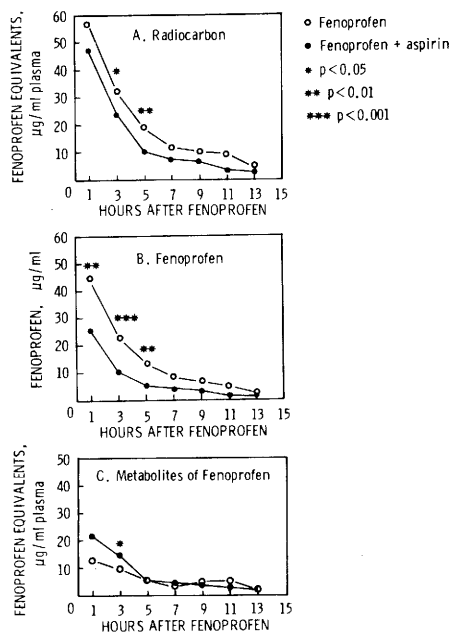 60
50
40
30
20
10
0
FENOPROFEN EQUIVALENTS,
µg/ml plasma
A. Radiocarbon
*
**
1 3 5 7 9 11 13 15
HOURS AFTER FENOPROFEN
Fenoprofen
Fenoprofen + aspirin
* p<0.05
** p<0.01
*** p<0.001
60
50
40
30
20
10
0
FENOPROFEN, µg/ml
B. Fenoprofen
**
***
**
1 3 5 7 9 11 13 15
HOURS AFTER FENOPROFEN
50
40
30
20
10
0
FENOPROFEN EQUIVALENTS,
µg/ml plasma
C. Metabolites of Fenoprofen
*
1 3 5 7 9 11 13 15
HOURS AFTER FENOPROFEN